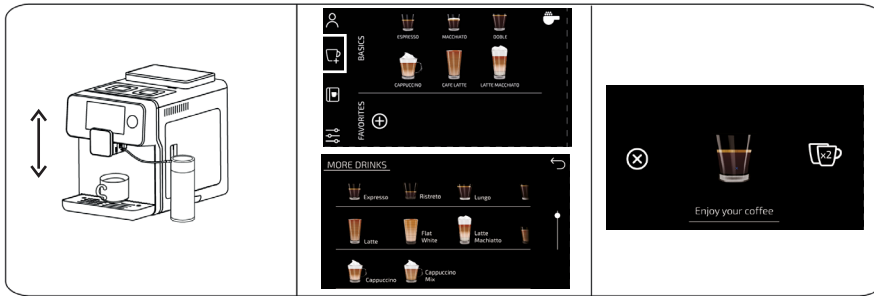 BASICS
ESPRESSO MACCHIATO DOBLE
CAPPUCCINO CAFE LATTE LATTE MACCHIATO
FAVORITES
MORE DRINKS
Expresso Ristreto Lungo
Latte Flat White Latte Machiatto
Cappuccino Cappuccino Mix
x2
Enjoy your coffee